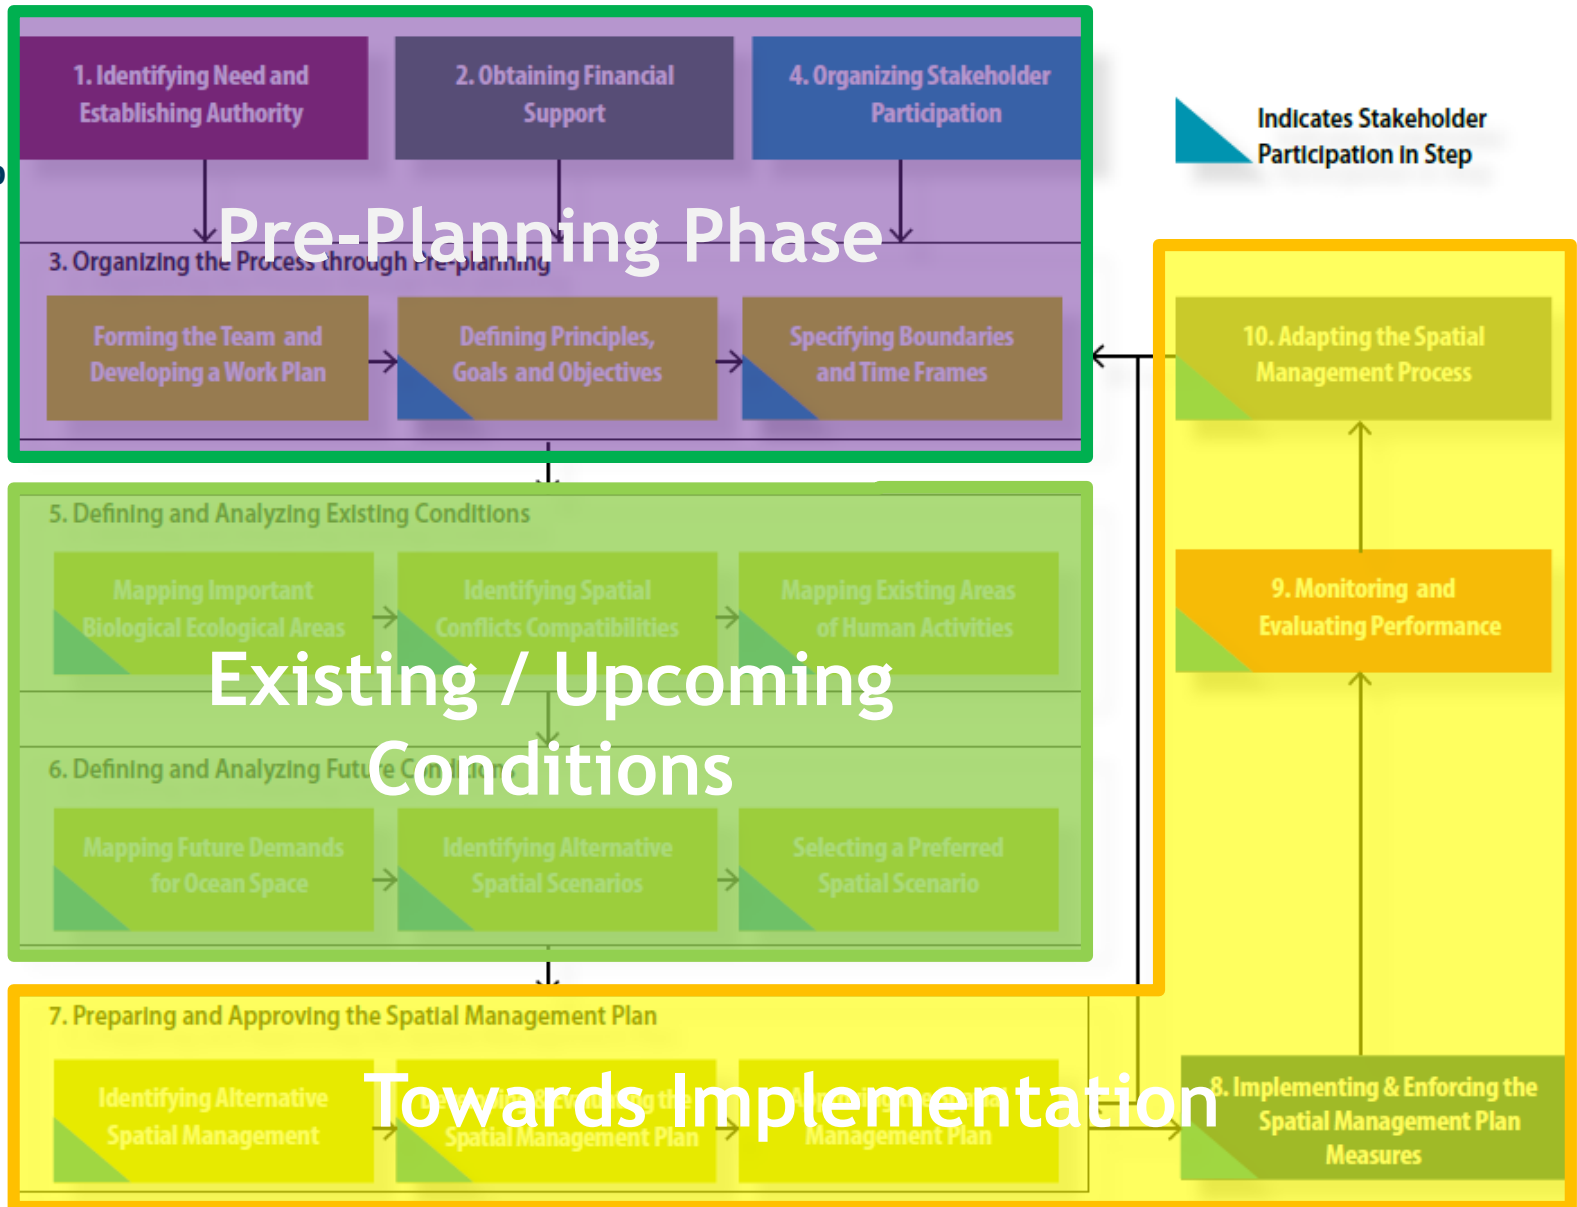 1. Identifying Need and
Establishing Authority
2. Obtaining Financial
Support
4. Organizing Stakeholder
Participation
Indicates Stakeholder
Participation in Step
Pre-Planning Phase
3. Organizing the Process through Pre-planning
Forming the Team and
Developing a Work Plan
Defining Principles,
Goals and Objectives
Specifying Boundaries
and Time Frames
10. Adapting the Spatial
Management Process
5. Defining and Analyzing Existing Conditions
Mapping Important
Biological Ecological Areas
Identifying Spatial
Conflicts Compatibilities
Mapping Existing Areas
of Human Activities
9. Monitoring and
Evaluating Performance
Existing / Upcoming
Conditions
6. Defining and Analyzing Future Conditions
Mapping Future Demands
for Ocean Space
Identifying Alternative
Spatial Scenarios
Selecting a Preferred
Spatial Scenario
7. Preparing and Approving the Spatial Management Plan
Identifying Alternative
Spatial Management
the
Spatial Management Plan
Management Plan
Towards Implementation
8. Implementing & Enforcing the
Spatial Management Plan
Measures